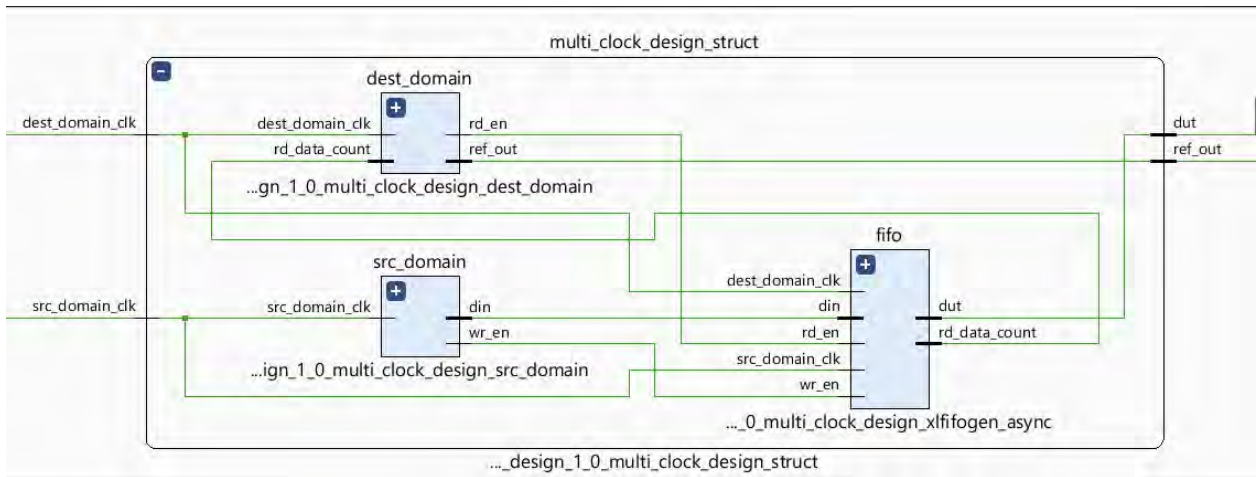 multi_clock_design_struct
dest_domain
dest_domain_clk
dest_domain_clk
rd_en
dut
rd_data_count
ref_out
ref_out
...gn_1_0_multi_clock_design_dest_domain
fifo
src_domain
dest_domain_clk
src_domain_clk
src_domain_clk
din
din
dut
wr_en
rd_en
rd_data_count
src_domain_clk
...ign_1_0_multi_clock_design_src_domain
wr_en
..._0_multi_clock_design_xlfifogen_async
..._design_1_0_multi_clock_design_struct